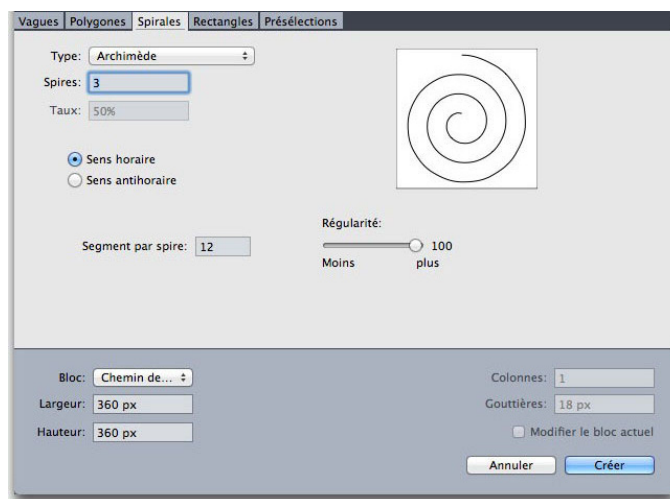 Vagues Polygones Spirales Rectangles Présélections
Type: Archimède
Spires: 3
Taux: 50%
Sens horaire
Sens antihoraire
Régularité:
Segment par spire: 12
100
Moins plus
Bloc: Chemin de...
Colonnes: 1
Largeur: 360 px
Gouttières: 18 px
Hauteur: 360 px
Modifier le bloc actuel
Annuler Créer